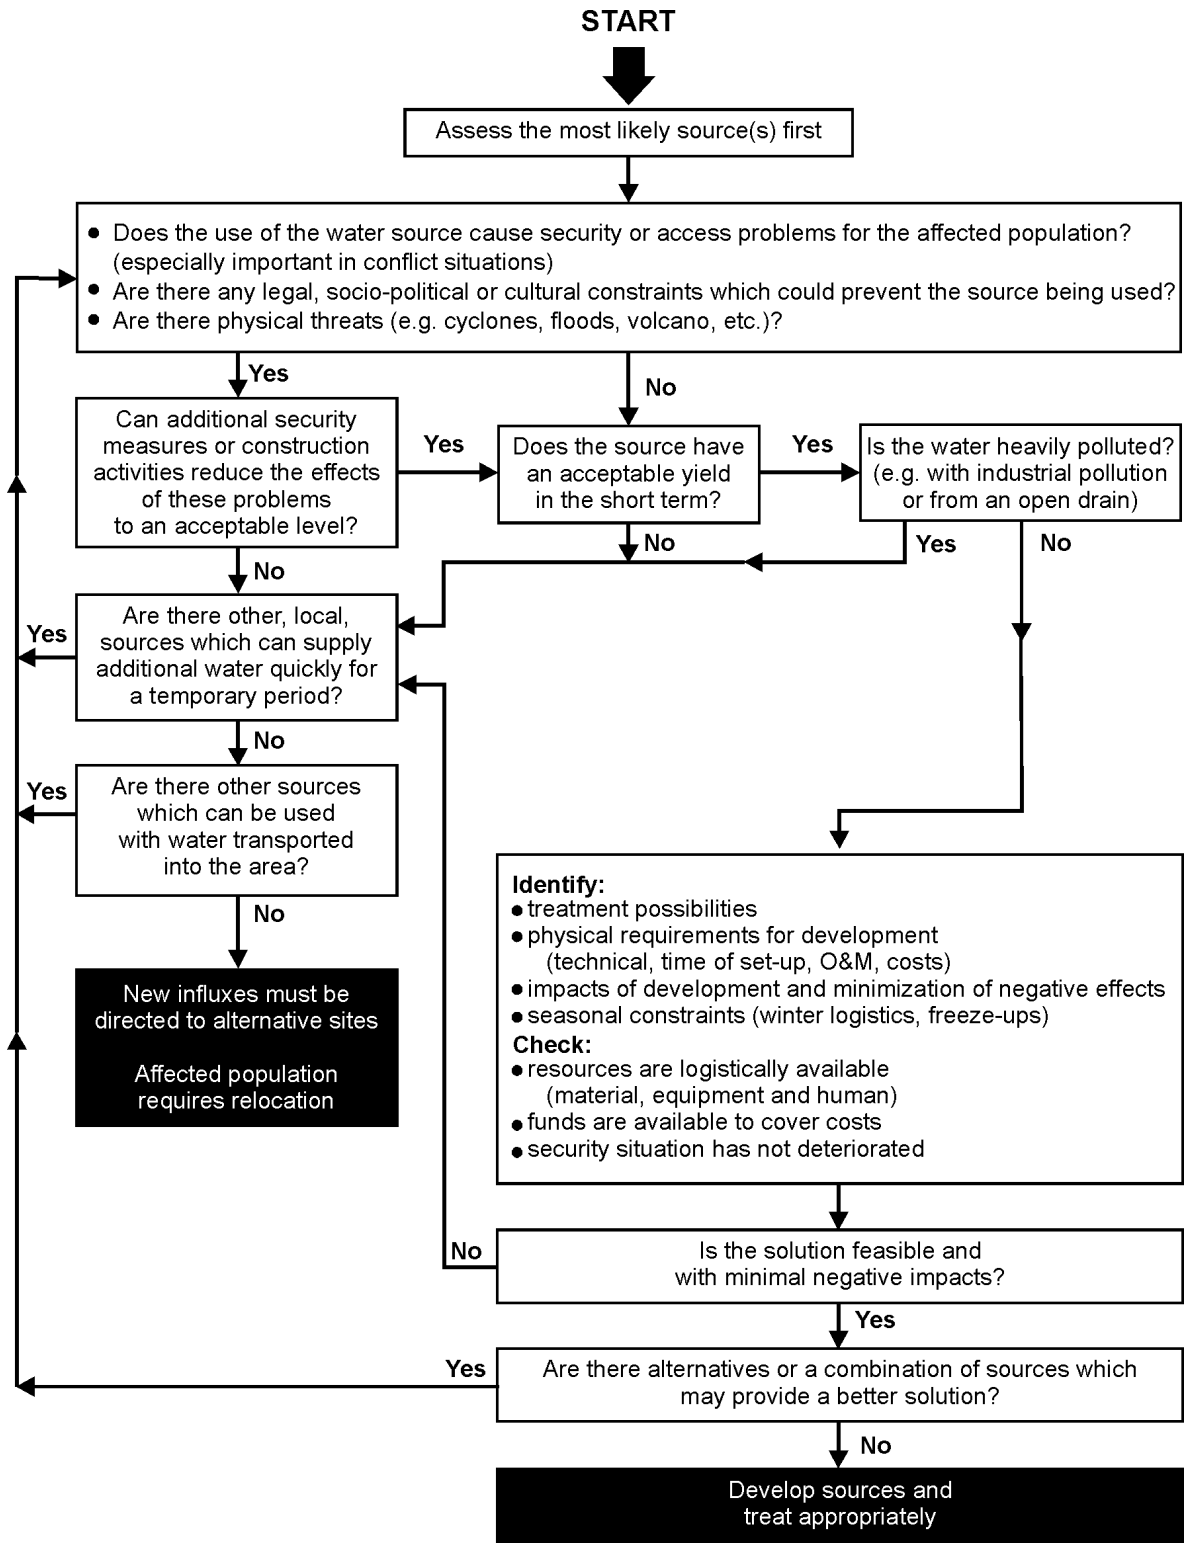 START
Assess the most likely source(s) first
● Does the use of the water source cause security or access problems for the affected population?
(especially important in conflict situations)
● Are there any legal, socio-political or cultural constraints which could prevent the source being used?
● Are there physical threats (e.g. cyclones, floods, volcano, etc.)?
Yes
No
Can additional security
measures or construction
activities reduce the effects
of these problems
to an acceptable level?
Yes
Does the source have
an acceptable yield
in the short term?
Yes
Is the water heavily polluted?
(e.g. with industrial pollution
or from an open drain)
No
No
Yes
No
Are there other, local,
sources which can supply
additional water quickly for
a temporary period?
Yes
No
Are there other sources
which can be used
with water transported
into the area?
Yes
No
New influxes must be
directed to alternative sites
Affected population
requires relocation
Identify:
● treatment possibilities
● physical requirements for development
(technical, time of set-up, O&M, costs)
● impacts of development and minimization of negative effects
● seasonal constraints (winter logistics, freeze-ups)
Check:
● resources are logistically available
(material, equipment and human)
● funds are available to cover costs
● security situation has not deteriorated
No
Is the solution feasible and
with minimal negative impacts?
Yes
Yes
Are there alternatives or a combination of sources which
may provide a better solution?
No
Develop sources and
treat appropriately